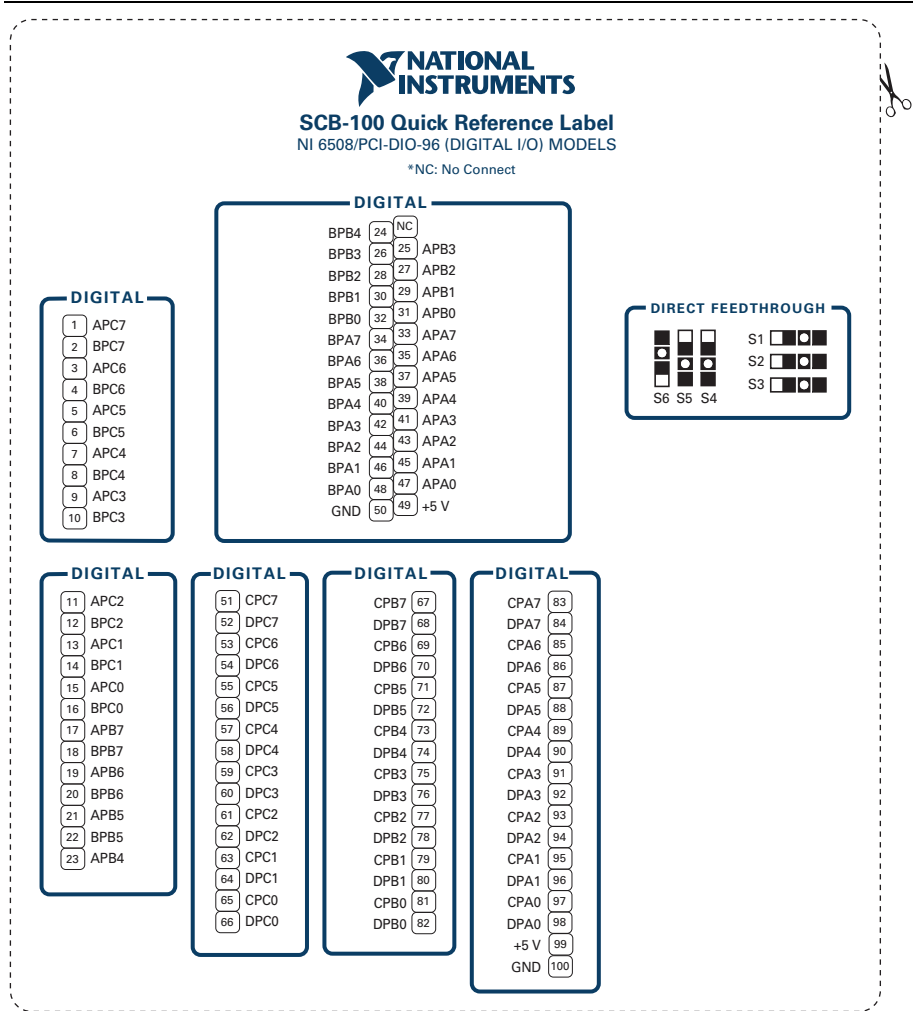 NATIONAL
INSTRUMENTS
SCB-100 Quick Reference Label
NI 6508/PCI-DIO-96 (DIGITAL I/O) MODELS
*NC: No Connect
DIGITAL
BPB4 24 NC
BPB3 26 25 APB3
BPB2 28 27 APB2
BPB1 30 29 APB1
BPB0 32 31 APB0
BPA7 34 33 APA7
BPA6 36 35 APA6
BPA5 38 37 APA5
BPA4 40 39 APA4
BPA3 42 41 APA3
BPA2 44 43 APA2
BPA1 46 45 APA1
BPA0 48 47 APA0
GND 50 49 +5 V
DIGITAL
1 APC7
2 BPC7
3 APC6
4 BPC6
5 APC5
6 BPC5
7 APC4
8 BPC4
9 APC3
10 BPC3
DIRECT FEEDTHROUGH
S6 S5 S4
S1
S2
S3
DIGITAL
11 APC2
12 BPC2
13 APC1
14 BPC1
15 APC0
16 BPC0
17 APB7
18 BPB7
19 APB6
20 BPB6
21 APB5
22 BPB5
23 APB4
DIGITAL
51 CPC7
52 DPC7
53 CPC6
54 DPC6
55 CPC5
56 DPC5
57 CPC4
58 DPC4
59 CPC3
60 DPC3
61 CPC2
62 DPC2
63 CPC1
64 DPC1
65 CPC0
66 DPC0
DIGITAL
CPB7 67
DPB7 68
CPB6 69
DPB6 70
CPB5 71
DPB5 72
CPB4 73
DPB4 74
CPB3 75
DPB3 76
CPB2 77
DPB2 78
CPB1 79
DPB1 80
CPB0 81
DPB0 82
DIGITAL
CPA7 83
DPA7 84
CPA6 85
DPA6 86
CPA5 87
DPA5 88
CPA4 89
DPA4 90
CPA3 91
DPA3 92
CPA2 93
DPA2 94
CPA1 95
DPA1 96
CPA0 97
DPA0 98
+5 V 99
GND 100